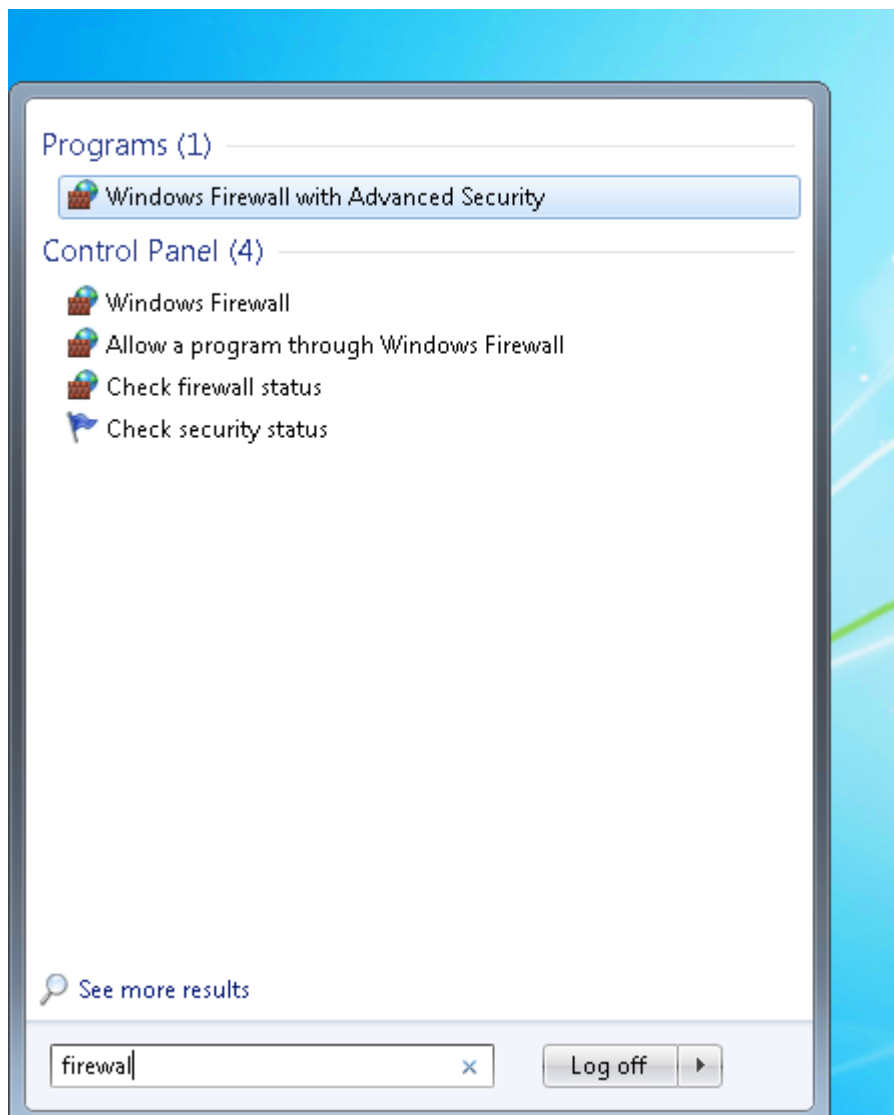 Programs (1)
Windows Firewall with Advanced Security
Control Panel (4)
Windows Firewall
Allow a program through Windows Firewall
Check firewall status
Check security status
See more results
firewal
Log off